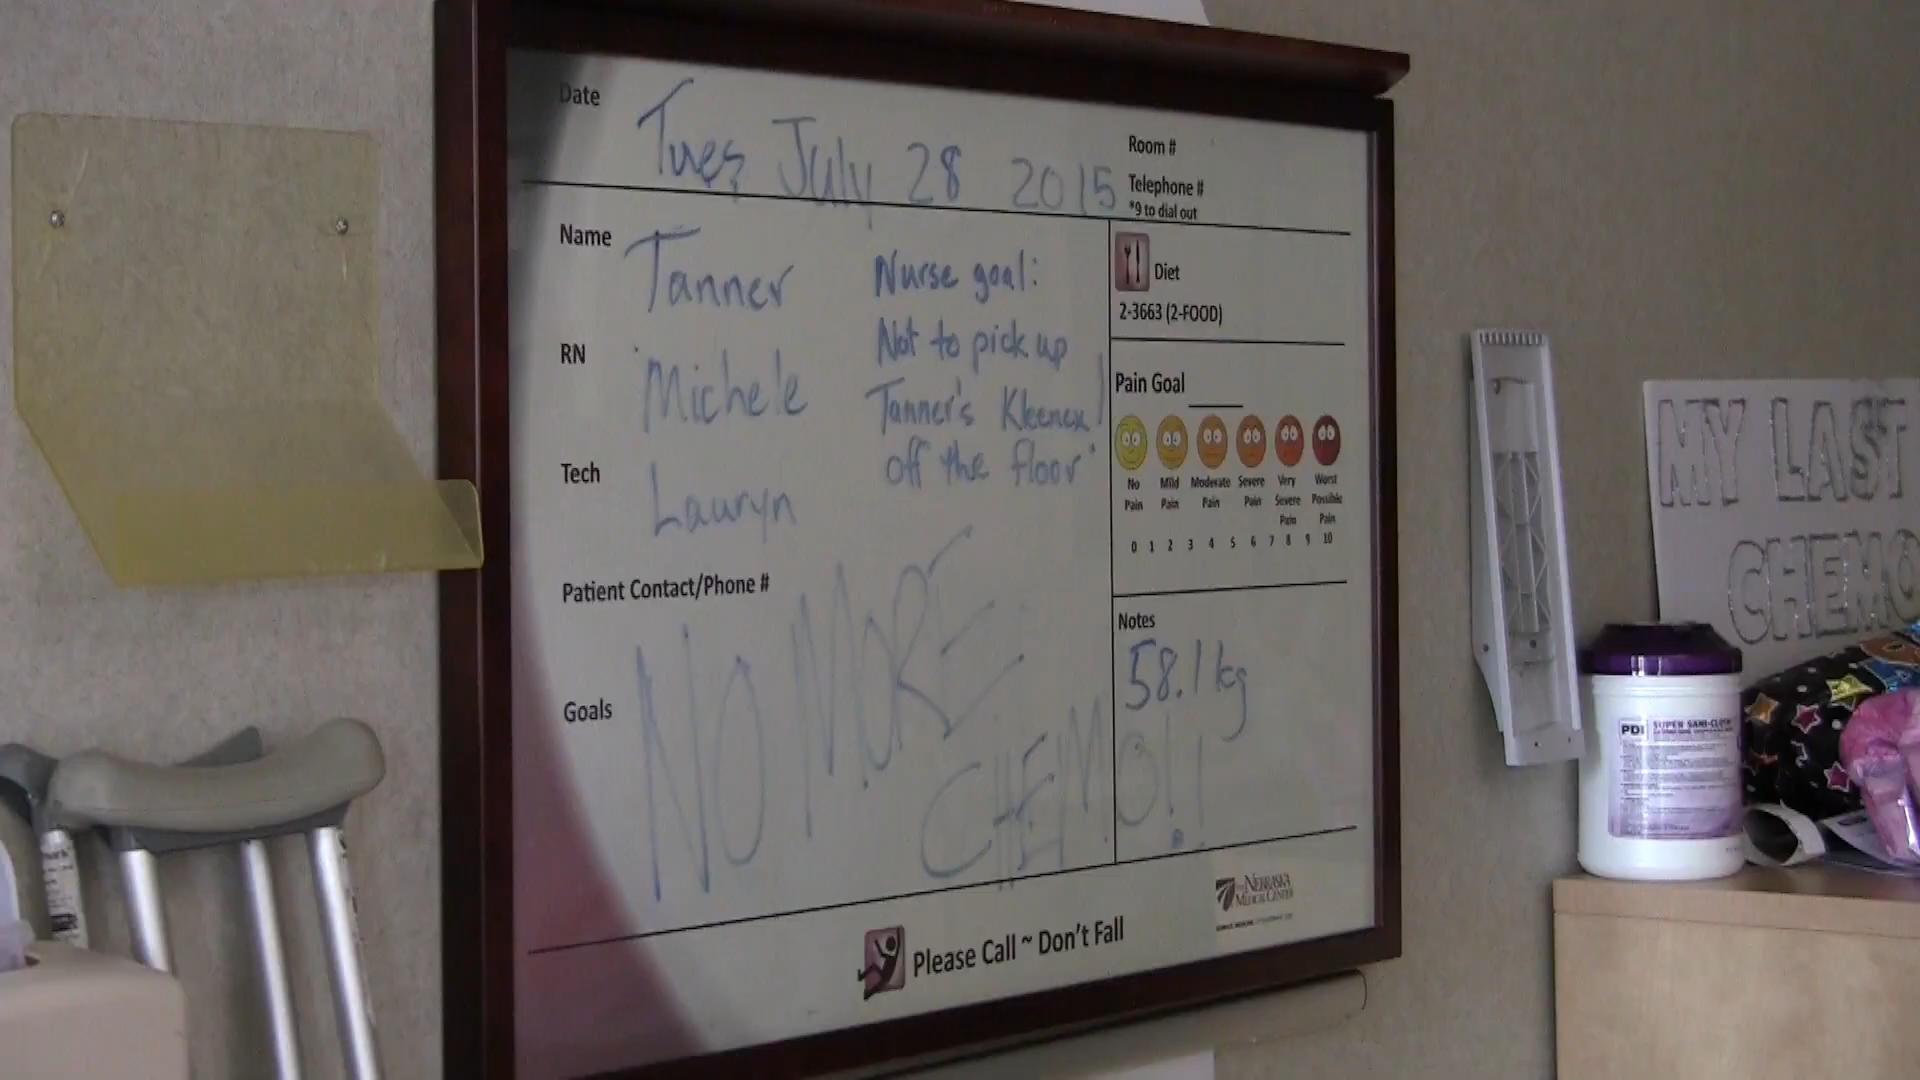 Date
Tues July 28 2015
Room #
Telephone #
*9 to dial out
Name
Tanner
RN
Michele
Tech
Lauryn
Nurse goal:
Not to pick up
Tanner's Kleenex
off the floor!
Patient Contact/Phone #
Goals
NO MORE
CHEMO!!
Diet
2-3663 (2-FOOD)
Pain Goal
No Pain
Mild Pain
Moderate Pain
Severe Pain
Very Severe Pain
Worst Possible Pain
0 1 2 3 4 5 6 7 8 9 10
Notes
58.1 kg
Please Call ~ Don't Fall
THE NEBRASKA
MEDICAL CENTER
MY LAST
CHEMO
PDI SUPER SANI-CLOTH